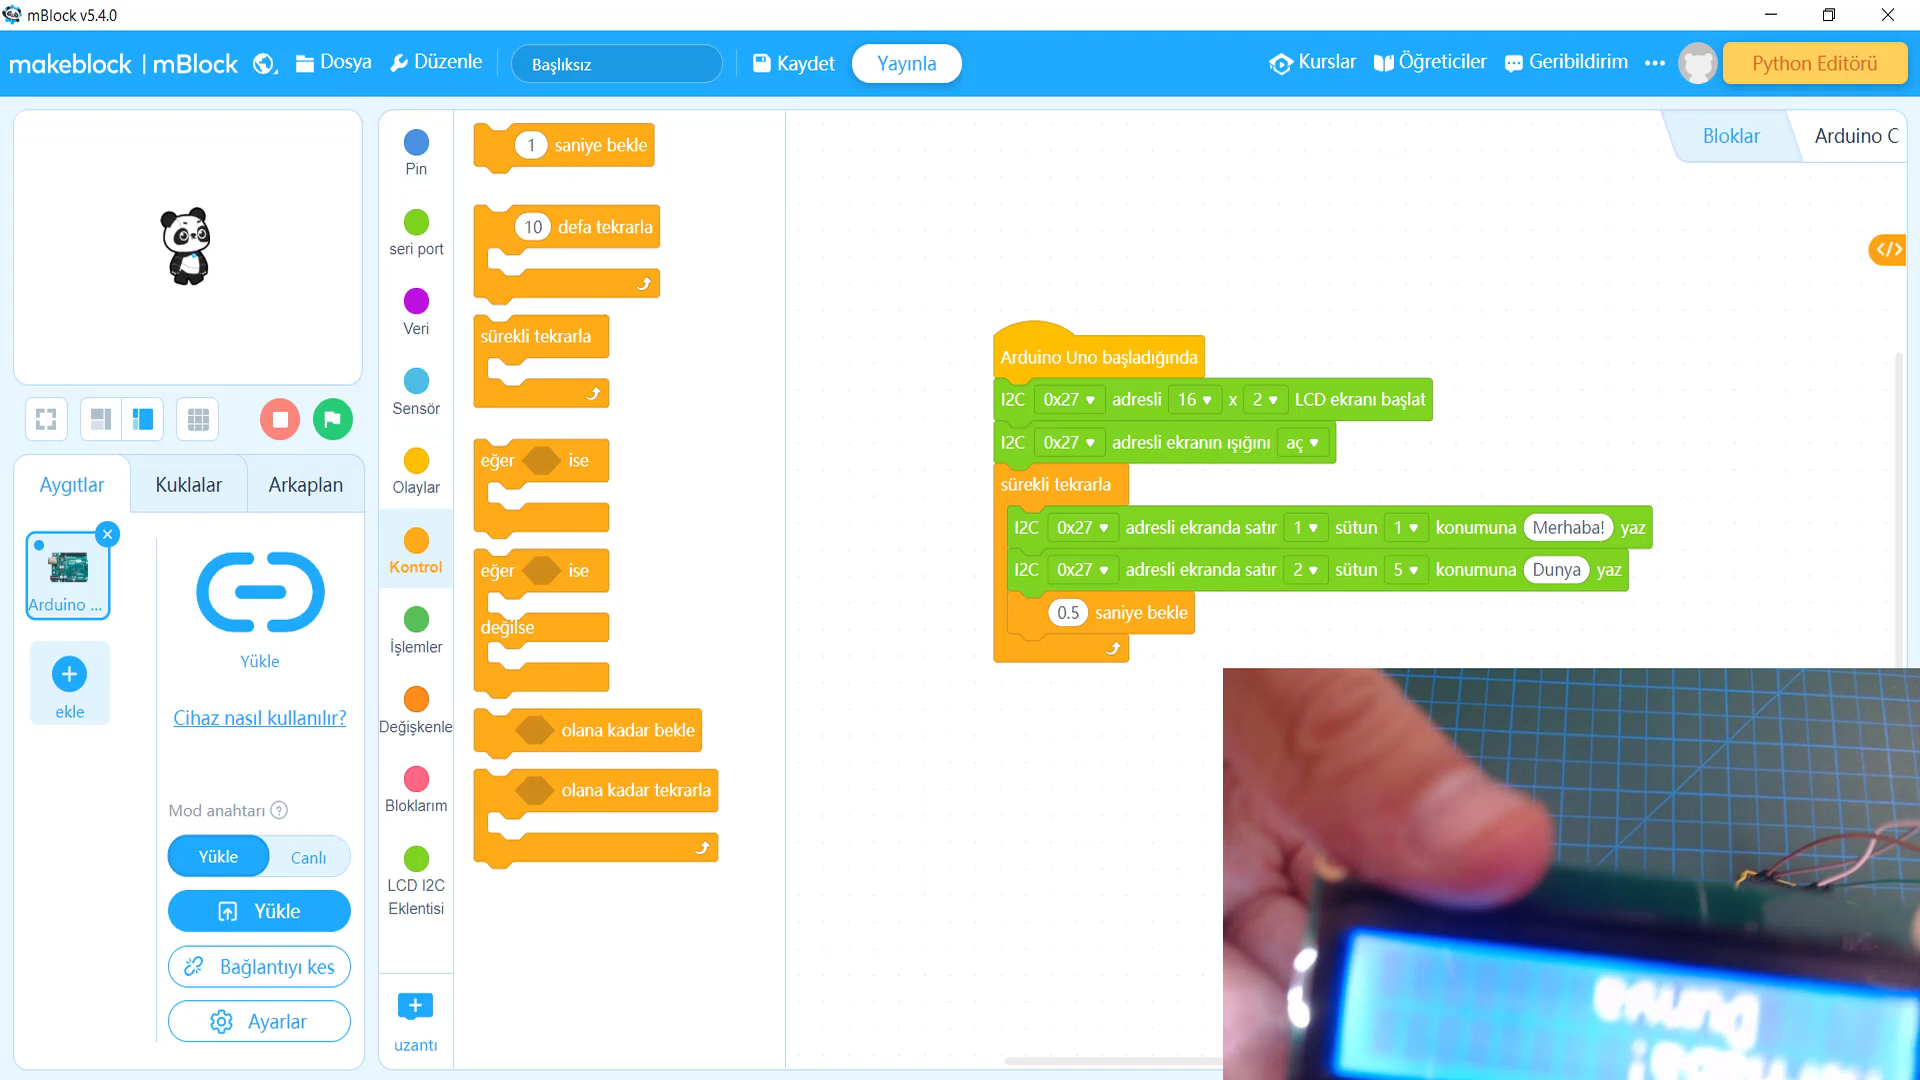 mBlock v5.4.0
makeblock | mBlock Dosya Düzenle Başlıksız Kaydet Yayınla Kurslar Öğreticiler Geribildirim Python Editörü
Bloklar Arduino C
Aygıtlar Kuklalar Arkaplan
Arduino ...
ekle
Yükle
Cihaz nasıl kullanılır?
Mod anahtarı ?
Yükle Canlı
Yükle
Bağlantıyı kes
Ayarlar
Pin
seri port
Veri
Sensör
Olaylar
Kontrol
İşlemler
Değişkenle
Bloklarım
LCD I2C
Eklentisi
uzantı
1 saniye bekle
10 defa tekrarla
sürekli tekrarla
eğer ise
eğer ise
değilse
olana kadar bekle
olana kadar tekrarla
</>
Arduino Uno başladığında
I2C 0x27 adresli 16 x 2 LCD ekranı başlat
I2C 0x27 adresli ekranın ışığını aç
sürekli tekrarla
I2C 0x27 adresli ekranda satır 1 sütun 1 konumuna Merhaba! yaz
I2C 0x27 adresli ekranda satır 2 sütun 5 konumuna Dunya yaz
0.5 saniye bekle